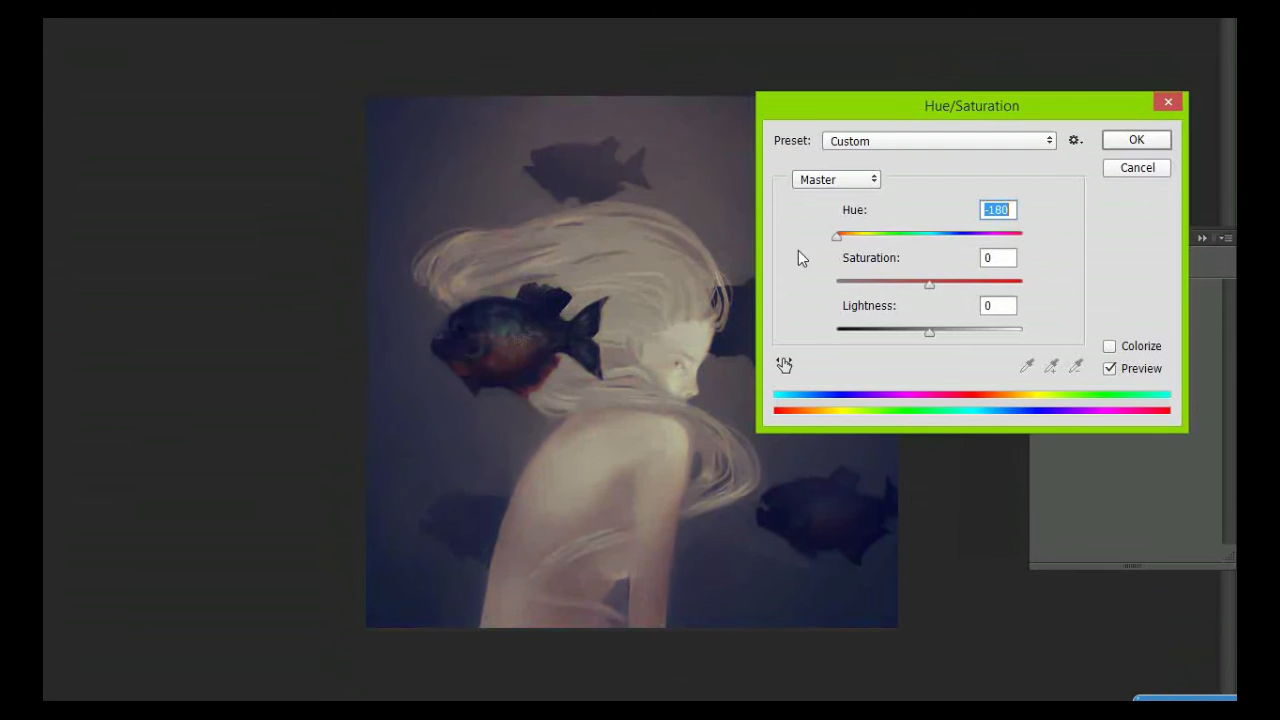 Hue/Saturation
Preset: Custom OK
Cancel
Master
Hue: -180
Saturation: 0
Lightness: 0
Colorize
Preview